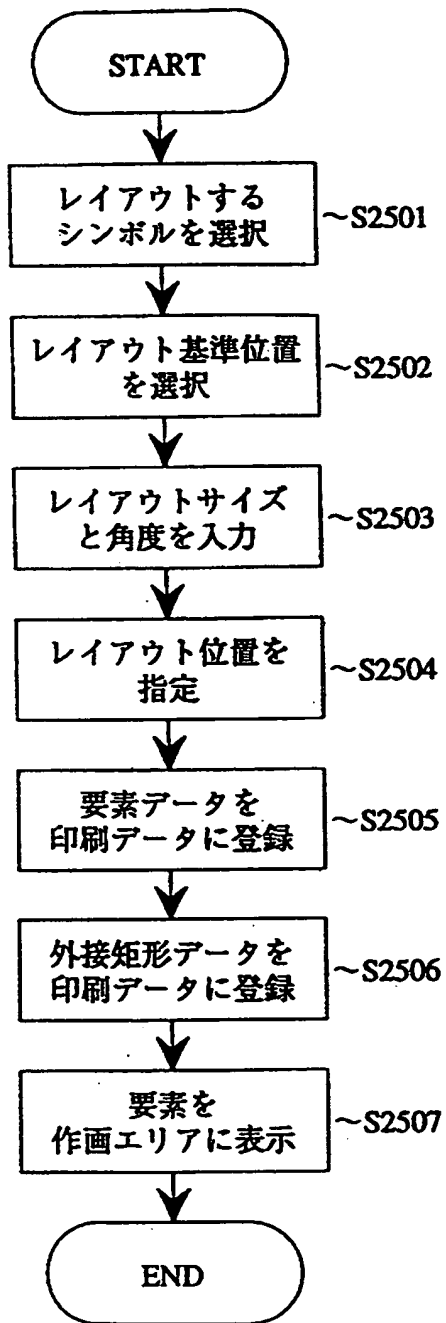 START
レイアウトする
シンボルを選択
～S2501
レイアウト基準位置
を選択
～S2502
レイアウトサイズ
と角度を入力
～S2503
レイアウト位置を
指定
～S2504
要素データを
印刷データに登録
～S2505
外接矩形データを
印刷データに登録
～S2506
要素を
作画エリアに表示
～S2507
END